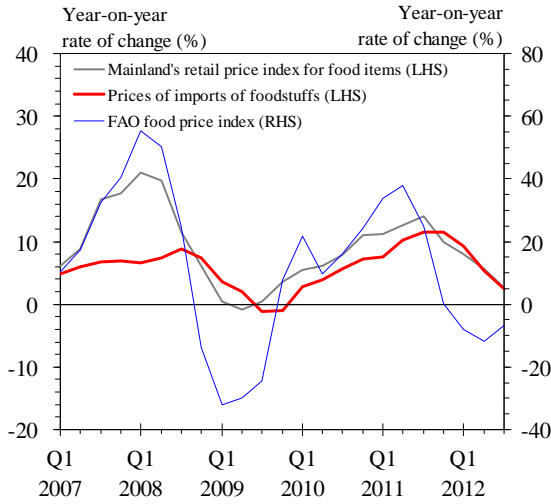 Year-on-year
rate of change (%)
Year-on-year
rate of change (%)
40
80
Mainland's retail price index for food items (LHS)
Prices of imports of foodstuffs (LHS)
FAO food price index (RHS)
30
60
20
40
10
20
0
0
-10
-20
-20
-40
Q1 Q1 Q1 Q1 Q1 Q1
2007 2008 2009 2010 2011 2012